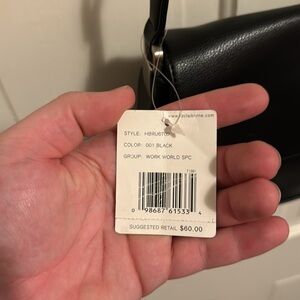 STYLE:
COLOR: 001 BLACK
GROUP: WORK WORLD SPC
0 98687 61533 4
SUGGESTED RETAIL $60.00